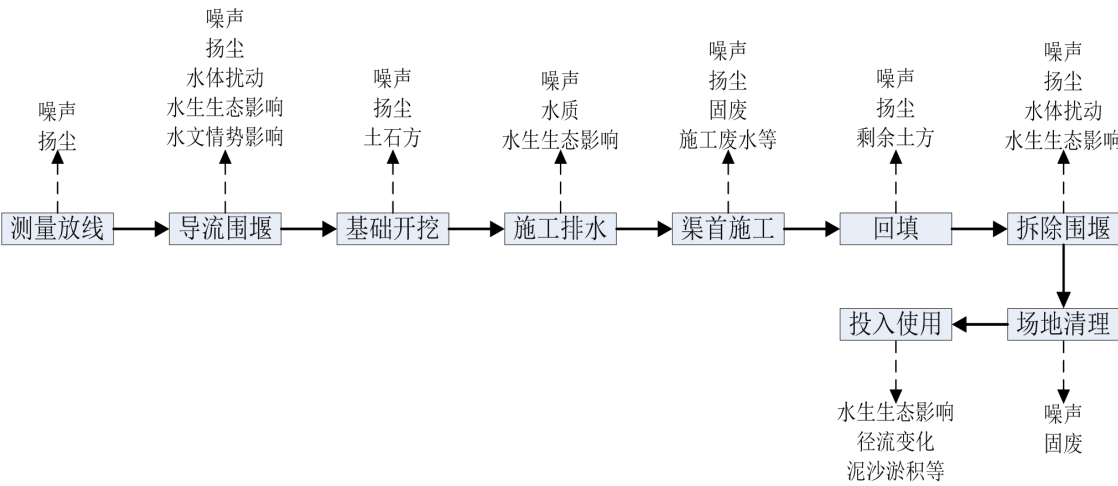 噪声
扬尘
噪声
扬尘
水体扰动
水生生态影响
水文情势影响
噪声
扬尘
土石方
噪声
水质
水生生态影响
噪声
扬尘
固废
施工废水等
噪声
扬尘
剩余土方
噪声
扬尘
水体扰动
水生生态影响
测量放线
导流围堰
基础开挖
施工排水
渠首施工
回填
拆除围堰
投入使用
场地清理
水生生态影响
径流变化
泥沙淤积等
噪声
固废